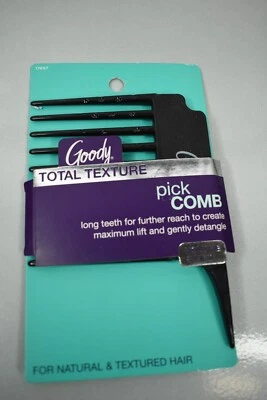 Goody
TOTAL TEXTURE
pick
COMB
long teeth for further reach to create
maximum lift and gently detangle
FOR NATURAL & TEXTURED HAIR